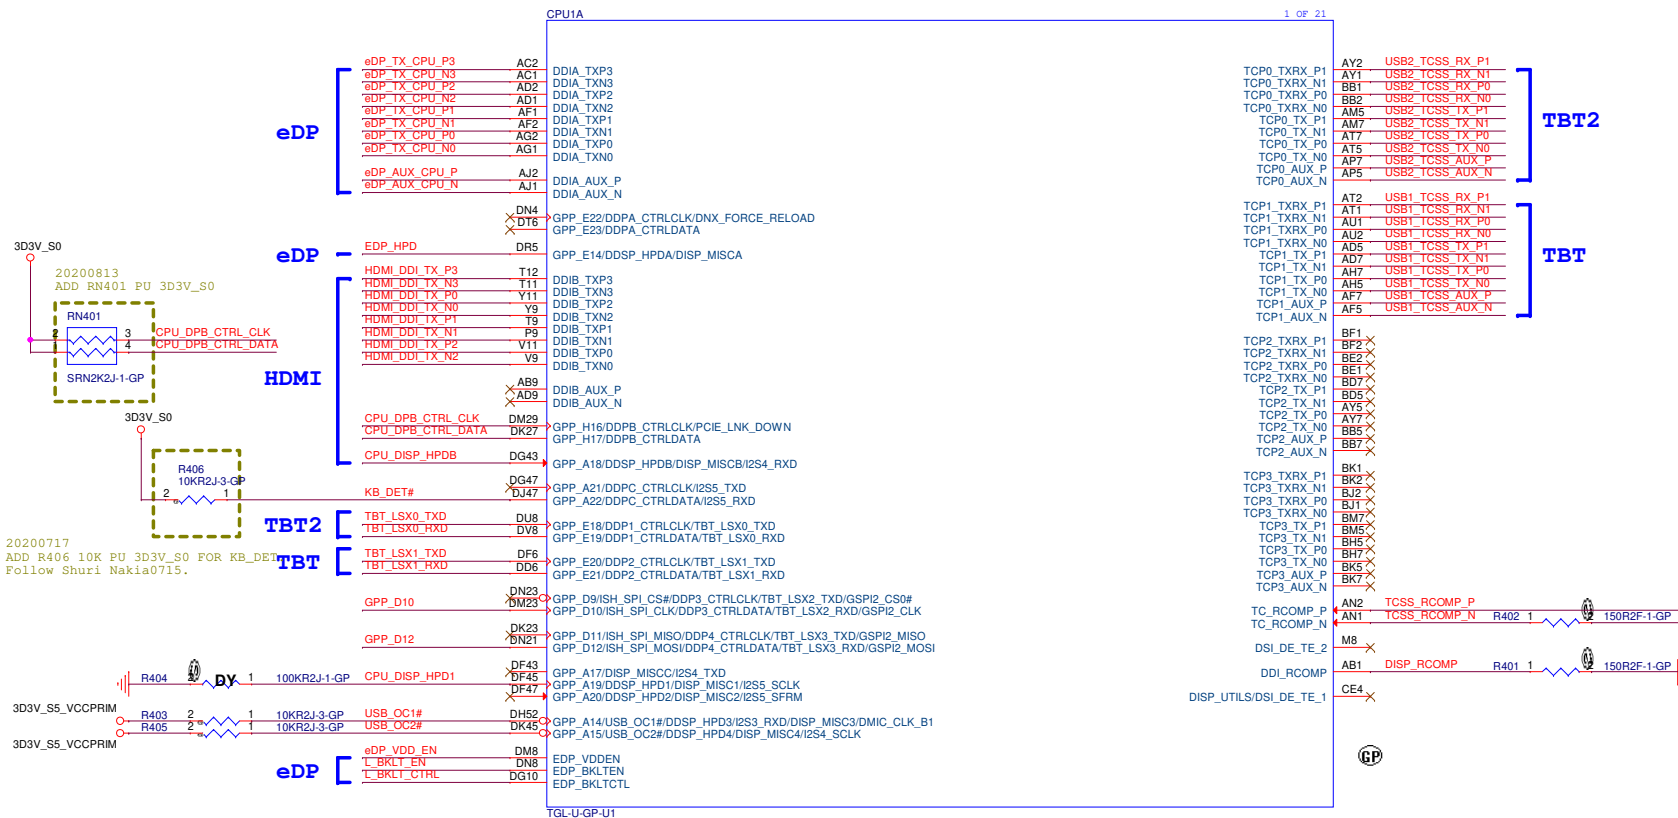 CPU1A
1 OF 21
eDP
eDP_TX_CPU_P3 AC2 DDIA_TXP3
eDP_TX_CPU_N3 AC1 DDIA_TXN3
eDP_TX_CPU_P2 AD2 DDIA_TXP2
eDP_TX_CPU_N2 AD1 DDIA_TXN2
eDP_TX_CPU_P1 AF1 DDIA_TXP1
eDP_TX_CPU_N1 AF2 DDIA_TXN1
eDP_TX_CPU_P0 AG2 DDIA_TXP0
eDP_TX_CPU_N0 AG1 DDIA_TXN0
eDP_AUX_CPU_P AJ2 DDIA_AUX_P
eDP_AUX_CPU_N AJ1 DDIA_AUX_N
DN4 GPP_E22/DDPA_CTRLCLK/DNX_FORCE_RELOAD
DT6 GPP_E23/DDPA_CTRLDATA
eDP
EDP_HPD DR5 GPP_E14/DDSP_HPDA/DISP_MISCA
HDMI
HDMI_DDI_TX_P3 T12 DDIB_TXP3
HDMI_DDI_TX_N3 T11 DDIB_TXN3
HDMI_DDI_TX_P0 Y11 DDIB_TXP2
HDMI_DDI_TX_N0 Y9 DDIB_TXN2
HDMI_DDI_TX_P1 T9 DDIB_TXP1
HDMI_DDI_TX_N1 P9 DDIB_TXN1
HDMI_DDI_TX_P2 V11 DDIB_TXP0
HDMI_DDI_TX_N2 V9 DDIB_TXN0
AB9 DDIB_AUX_P
AD9 DDIB_AUX_N
CPU_DPB_CTRL_CLK DM29 GPP_H16/DDPB_CTRLCLK/PCIE_LNK_DOWN
CPU_DPB_CTRL_DATA DK27 GPP_H17/DDPB_CTRLDATA
CPU_DISP_HPDB DG43 GPP_A18/DDSP_HPDB/DISP_MISCB/I2S4_RXD
DG47 GPP_A21/DDPC_CTRLCLK/I2S5_TXD
KB_DET# DJ47 GPP_A22/DDPC_CTRLDATA/I2S5_RXD
TBT2
TBT_LSX0_TXD DU8 GPP_E18/DDP1_CTRLCLK/TBT_LSX0_TXD
TBT_LSX0_RXD DV8 GPP_E19/DDP1_CTRLDATA/TBT_LSX0_RXD
TBT
TBT_LSX1_TXD DF6 GPP_E20/DDP2_CTRLCLK/TBT_LSX1_TXD
TBT_LSX1_RXD DD6 GPP_E21/DDP2_CTRLDATA/TBT_LSX1_RXD
DN23 GPP_D9/ISH_SPI_CS#/DDP3_CTRLCLK/TBT_LSX2_TXD/GSPI2_CS0#
GPP_D10 DM23 GPP_D10/ISH_SPI_CLK/DDP3_CTRLDATA/TBT_LSX2_RXD/GSPI2_CLK
DK23 GPP_D11/ISH_SPI_MISO/DDP4_CTRLCLK/TBT_LSX3_TXD/GSPI2_MISO
GPP_D12 DN21 GPP_D12/ISH_SPI_MOSI/DDP4_CTRLDATA/TBT_LSX3_RXD/GSPI2_MOSI
DF43 GPP_A17/DISP_MISCC/I2S4_TXD
R404 DY 1 100KR2J-1-GP CPU_DISP_HPD1 DF45 GPP_A19/DDSP_HPD1/DISP_MISC1/I2S5_SCLK
DF47 GPP_A20/DDSP_HPD2/DISP_MISC2/I2S5_SFRM
3D3V_S5_VCCPRIM
R403 2 1 10KR2J-3-GP USB_OC1# DH52 GPP_A14/USB_OC1#/DDSP_HPD3/I2S3_RXD/DISP_MISC3/DMIC_CLK_B1
R405 2 1 10KR2J-3-GP USB_OC2# DK45 GPP_A15/USB_OC2#/DDSP_HPD4/DISP_MISC4/I2S4_SCLK
3D3V_S5_VCCPRIM
eDP
eDP_VDD_EN DM8 EDP_VDDEN
L_BKLT_EN DN8 EDP_BKLTEN
L_BKLT_CTRL DG10 EDP_BKLTCTL
TGL-U-GP-U1
3D3V_S0
20200813
ADD RN401 PU 3D3V_S0
RN401
2 3 CPU_DPB_CTRL_CLK
1 4 CPU_DPB_CTRL_DATA
SRN2K2J-1-GP
3D3V_S0
R406
10KR2J-3-GP
2 1
20200717
ADD R406 10K PU 3D3V_S0 FOR KB_DET
Follow Shuri Nakia0715.
TCP0_TXRX_P1 AY2 USB2_TCSS_RX_P1
TCP0_TXRX_N1 AY1 USB2_TCSS_RX_N1
TCP0_TXRX_P0 BB1 USB2_TCSS_RX_P0
TCP0_TXRX_N0 BB2 USB2_TCSS_RX_N0
TCP0_TX_P1 AM5 USB2_TCSS_TX_P1
TCP0_TX_N1 AM7 USB2_TCSS_TX_N1
TCP0_TX_P0 AT7 USB2_TCSS_TX_P0
TCP0_TX_N0 AT5 USB2_TCSS_TX_N0
TCP0_AUX_P AP7 USB2_TCSS_AUX_P
TCP0_AUX_N AP5 USB2_TCSS_AUX_N
TBT2
TCP1_TXRX_P1 AT2 USB1_TCSS_RX_P1
TCP1_TXRX_N1 AT1 USB1_TCSS_RX_N1
TCP1_TXRX_P0 AU1 USB1_TCSS_RX_P0
TCP1_TXRX_N0 AU2 USB1_TCSS_RX_N0
TCP1_TX_P1 AD5 USB1_TCSS_TX_P1
TCP1_TX_N1 AD7 USB1_TCSS_TX_N1
TCP1_TX_P0 AH7 USB1_TCSS_TX_P0
TCP1_TX_N0 AH5 USB1_TCSS_TX_N0
TCP1_AUX_P AF7 USB1_TCSS_AUX_P
TCP1_AUX_N AF5 USB1_TCSS_AUX_N
TBT
TCP2_TXRX_P1 BF1
TCP2_TXRX_N1 BF2
TCP2_TXRX_P0 BE2
TCP2_TXRX_N0 BE1
TCP2_TX_P1 BD7
TCP2_TX_N1 BD5
TCP2_TX_P0 AY5
TCP2_TX_N0 AY7
TCP2_AUX_P BB5
TCP2_AUX_N BB7
TCP3_TXRX_P1 BK1
TCP3_TXRX_N1 BK2
TCP3_TXRX_P0 BJ2
TCP3_TXRX_N0 BJ1
TCP3_TX_P1 BM7
TCP3_TX_N1 BM5
TCP3_TX_P0 BH5
TCP3_TX_N0 BH7
TCP3_AUX_P BK5
TCP3_AUX_N BK7
TC_RCOMP_P AN2 TCSS_RCOMP_P
TC_RCOMP_N AN1 TCSS_RCOMP_N R402 1 2 150R2F-1-GP
DSI_DE_TE_2 M8
DDI_RCOMP AB1 DISP_RCOMP R401 1 2 150R2F-1-GP
DISP_UTILS/DSI_DE_TE_1 CE4
GP